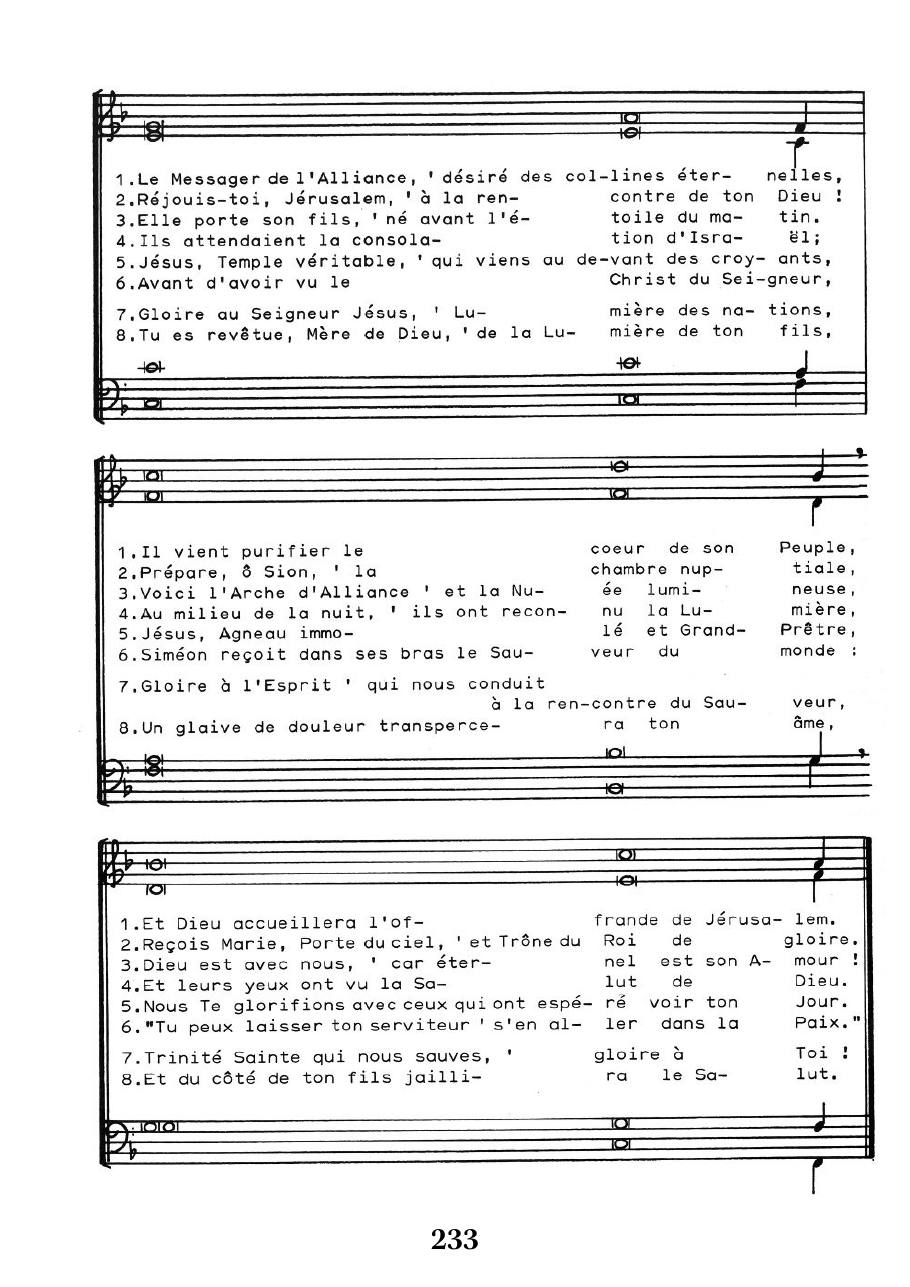 1.Le Messager de l'Alliance, ' désiré des col-lines éter- nelles,
2.Réjouis-toi, Jérusalem, ' à la ren- contre de ton Dieu !
3.Elle porte son fils, ' né avant l'é- toile du ma- tin.
4.Ils attendaient la consola- tion d'Isra- ël;
5.Jésus, Temple véritable, ' qui viens au de-vant des croy- ants,
6.Avant d'avoir vu le Christ du Sei-gneur,
7.Gloire au Seigneur Jésus, ' Lu- mière des na- tions,
8.Tu es revêtue, Mère de Dieu, ' de la Lu- mière de ton fils,
1.Il vient purifier le coeur de son Peuple,
2.Prépare, ô Sion, ' la chambre nup- tiale,
3.Voici l'Arche d'Alliance ' et la Nu- ée lumi- neuse,
4.Au milieu de la nuit, ' ils ont recon- nu la Lu- mière,
5.Jésus, Agneau immo- lé et Grand- Prêtre,
6.Siméon reçoit dans ses bras le Sau- veur du monde :
7.Gloire à l'Esprit ' qui nous conduit
à la ren-contre du Sau- veur,
8.Un glaive de douleur transperce- ra ton âme,
1.Et Dieu accueillera l'of- frande de Jérusa- lem.
2.Reçois Marie, Porte du ciel, ' et Trône du Roi de gloire.
3.Dieu est avec nous, ' car éter- nel est son A- mour !
4.Et leurs yeux ont vu la Sa- lut de Dieu.
5.Nous Te glorifions avec ceux qui ont espé- ré voir ton Jour.
6."Tu peux laisser ton serviteur ' s'en al- ler dans la Paix."
7.Trinité Sainte qui nous sauves, ' gloire à Toi !
8.Et du côté de ton fils jailli- ra le Sa- lut.
233